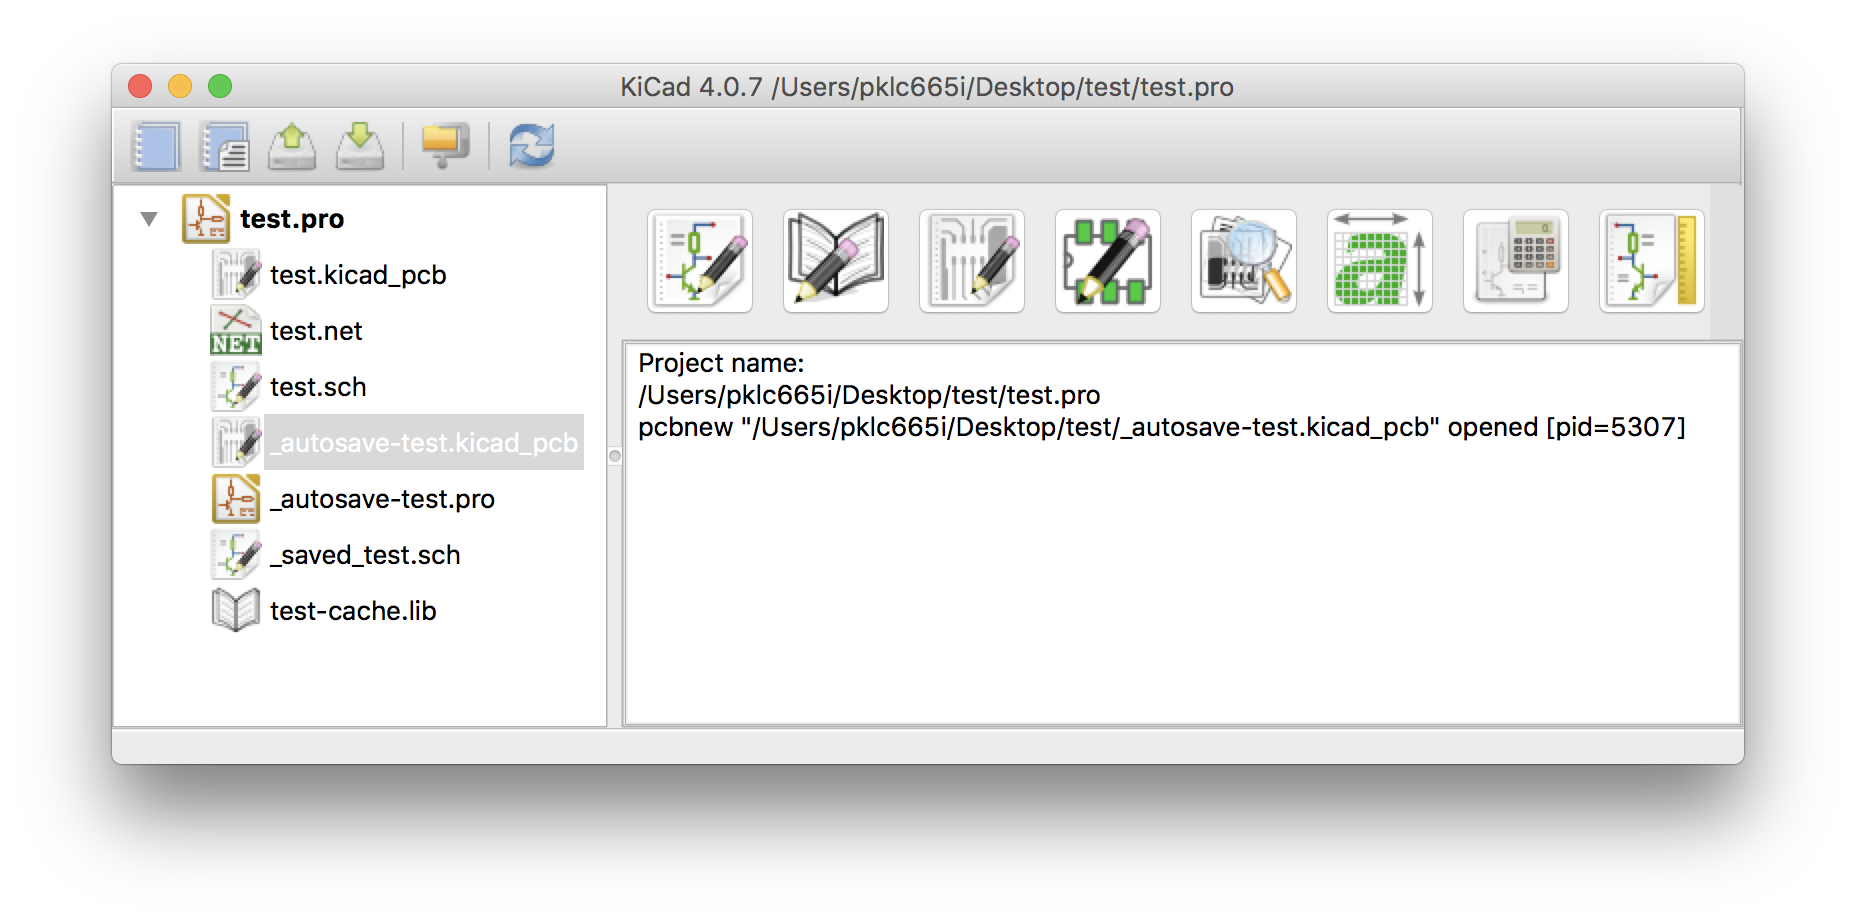 KiCad 4.0.7 /Users/pklc665i/Desktop/test/test.pro
test.pro
test.kicad_pcb
NET
test.net
test.sch
_autosave-test.kicad_pcb
_autosave-test.pro
_saved_test.sch
test-cache.lib
Project name:
/Users/pklc665i/Desktop/test/test.pro
pcbnew "/Users/pklc665i/Desktop/test/_autosave-test.kicad_pcb" opened [pid=5307]